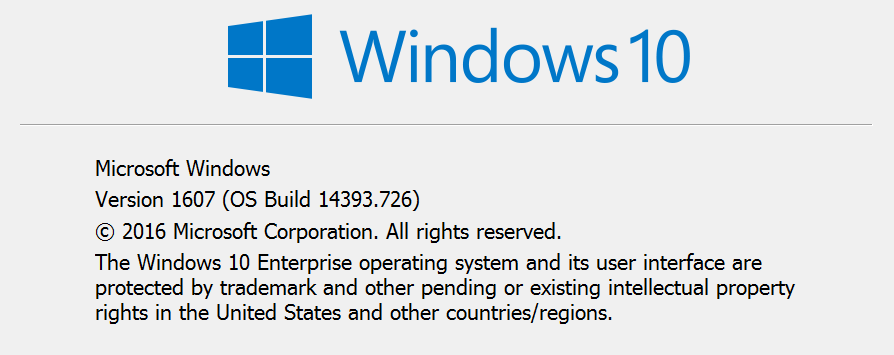 Windows 10
Microsoft Windows
Version 1607 (OS Build 14393.726)
© 2016 Microsoft Corporation. All rights reserved.
The Windows 10 Enterprise operating system and its user interface are
protected by trademark and other pending or existing intellectual property
rights in the United States and other countries/regions.